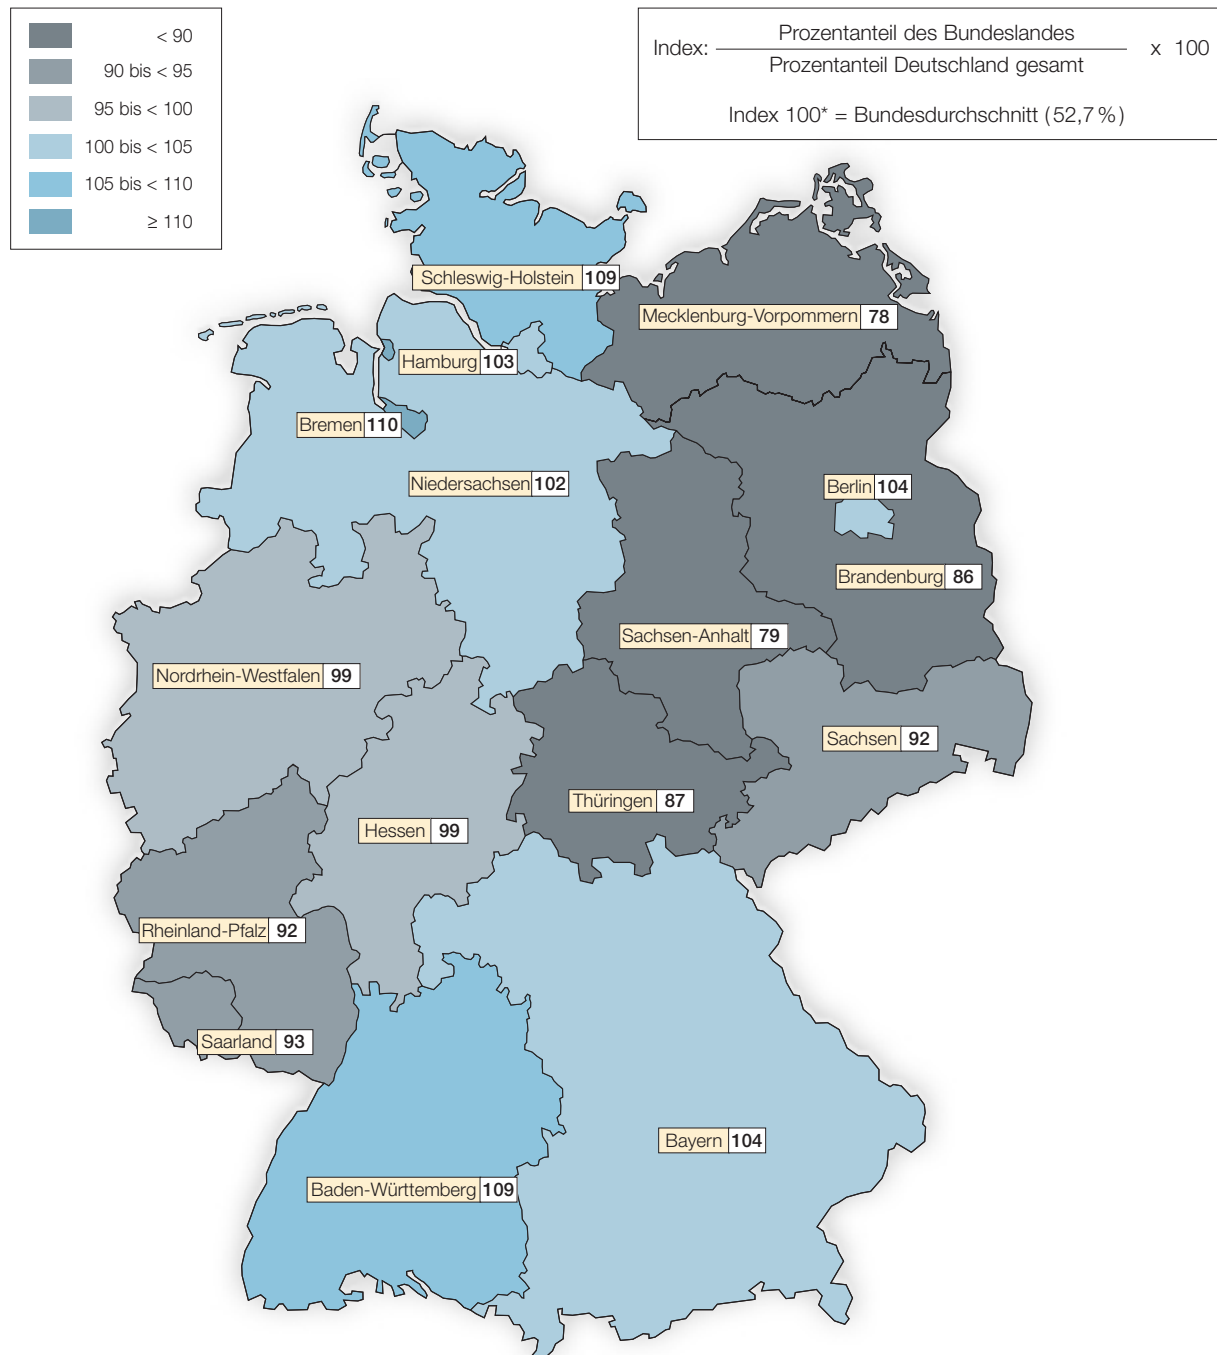 < 90
90 bis < 95
95 bis < 100
100 bis < 105
105 bis < 110
≥ 110
Index: Prozentanteil des Bundeslandes x 100
Prozentanteil Deutschland gesamt
Index 100* = Bundesdurchschnitt (52,7 %)
Schleswig-Holstein 109
Mecklenburg-Vorpommern 78
Hamburg 103
Bremen 110
Niedersachsen 102
Berlin 104
Brandenburg 86
Sachsen-Anhalt 79
Nordrhein-Westfalen 99
Sachsen 92
Thüringen 87
Hessen 99
Rheinland-Pfalz 92
Saarland 93
Bayern 104
Baden-Württemberg 109